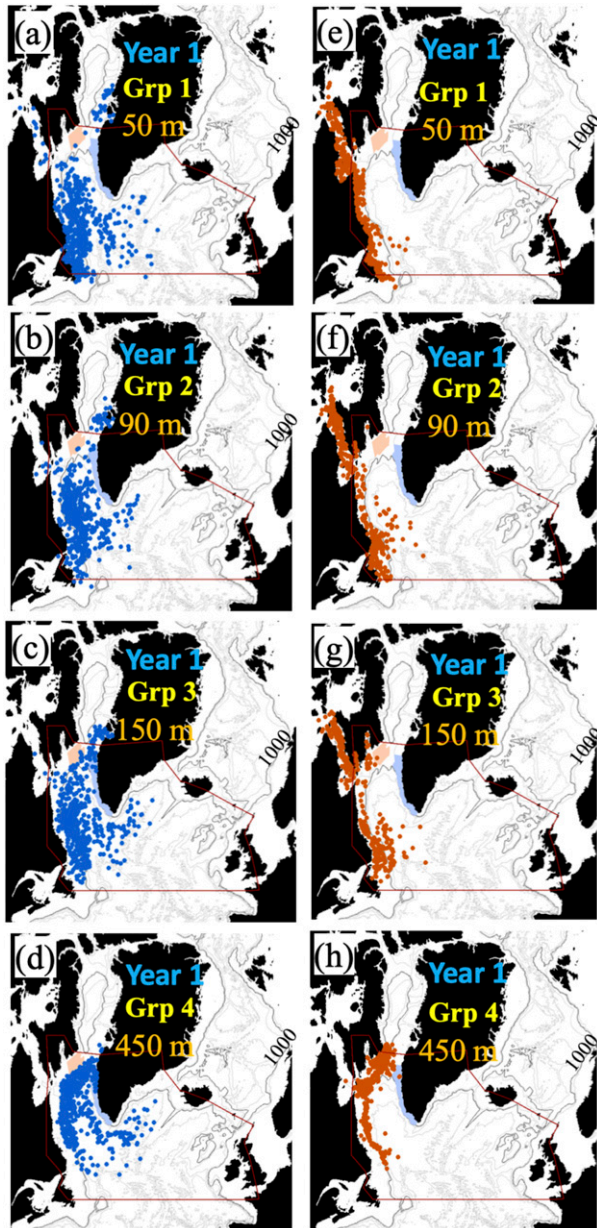 (a)
Year 1
Grp 1
50 m
1000
(e)
Year 1
Grp 1
50 m
1000
(b)
Year 1
Grp 2
90 m
1000
(f)
Year 1
Grp 2
90 m
1000
(c)
Year 1
Grp 3
150 m
1000
(g)
Year 1
Grp 3
150 m
1000
(d)
Year 1
Grp 4
450 m
1000
(h)
Year 1
Grp 4
450 m
1000